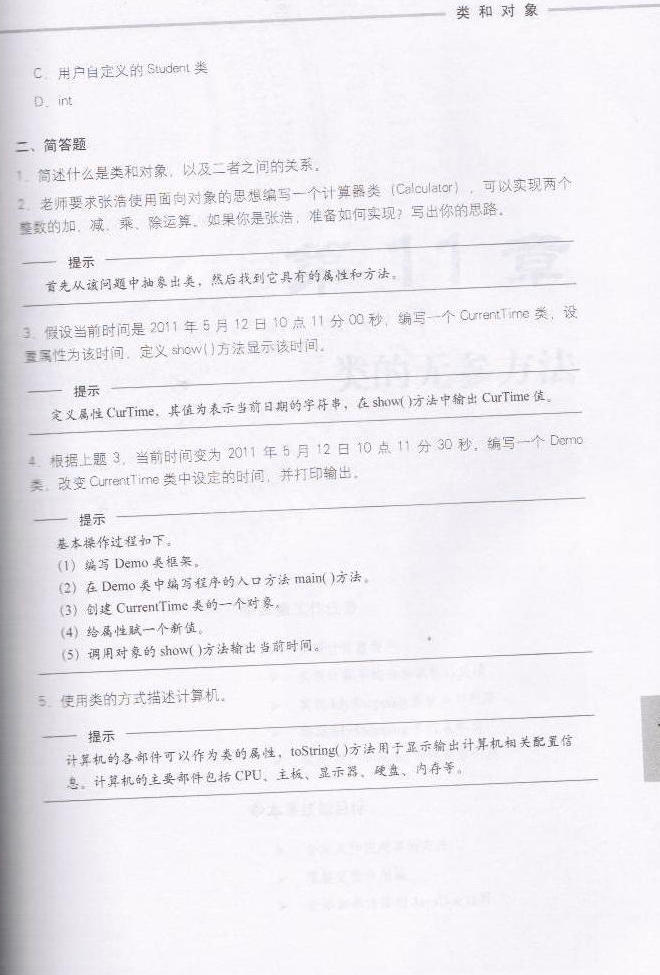 类和对象
C. 用户自定义的 Student 类
D. int
二、简答题
1. 简述什么是类和对象，以及二者之间的关系。
2. 老师要求张浩使用面向对象的思想编写一个计算器类（Calculator），可以实现两个
整数的加、减、乘、除运算。如果你是张浩，准备如何实现？写出你的思路。
提示
首先从该问题中抽象出类，然后找到它具有的属性和方法。
3. 假设当前时间是 2011 年 5 月 12 日 10 点 11 分 00 秒，编写一个 CurrentTime 类，设
置属性为该时间，定义 show( )方法显示该时间。
提示
定义属性 CurTime，其值为表示当前日期的字符串，在 show( )方法中输出 CurTime 值。
4. 根据上题 3，当前时间变为 2011 年 5 月 12 日 10 点 11 分 30 秒，编写一个 Demo
类，改变 CurrentTime 类中设定的时间，并打印输出。
提示
基本操作过程如下。
(1) 编写 Demo 类框架。
(2) 在 Demo 类中编写程序的入口方法 main( )方法。
(3) 创建 CurrentTime 类的一个对象。
(4) 给属性赋一个新值。
(5) 调用对象的 show( )方法输出当前时间。
5. 使用类的方式描述计算机。
提示
计算机的各部件可以作为类的属性，toString( )方法用于显示输出计算机相关配置信
息。计算机的主要部件包括 CPU、主板、显示器、硬盘、内存等。